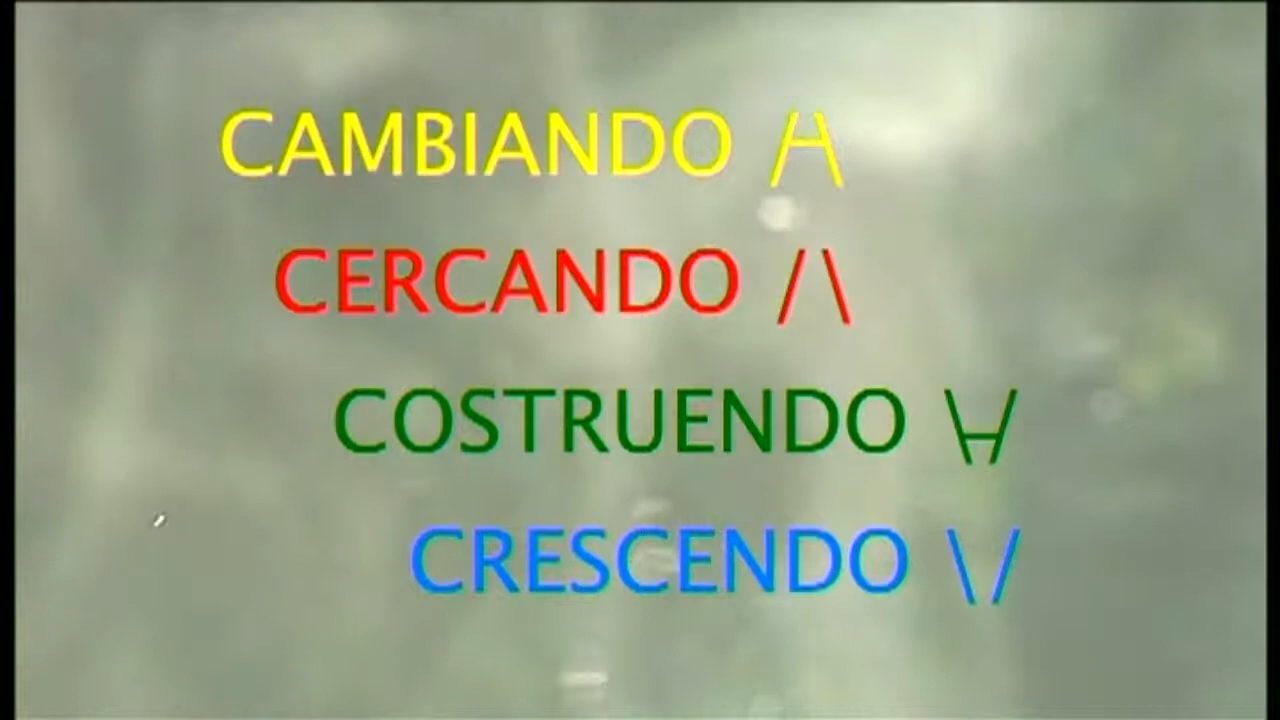 CAMBIANDO /-\
CERCANDO / \
COSTRUENDO \-/
CRESCENDO \ /